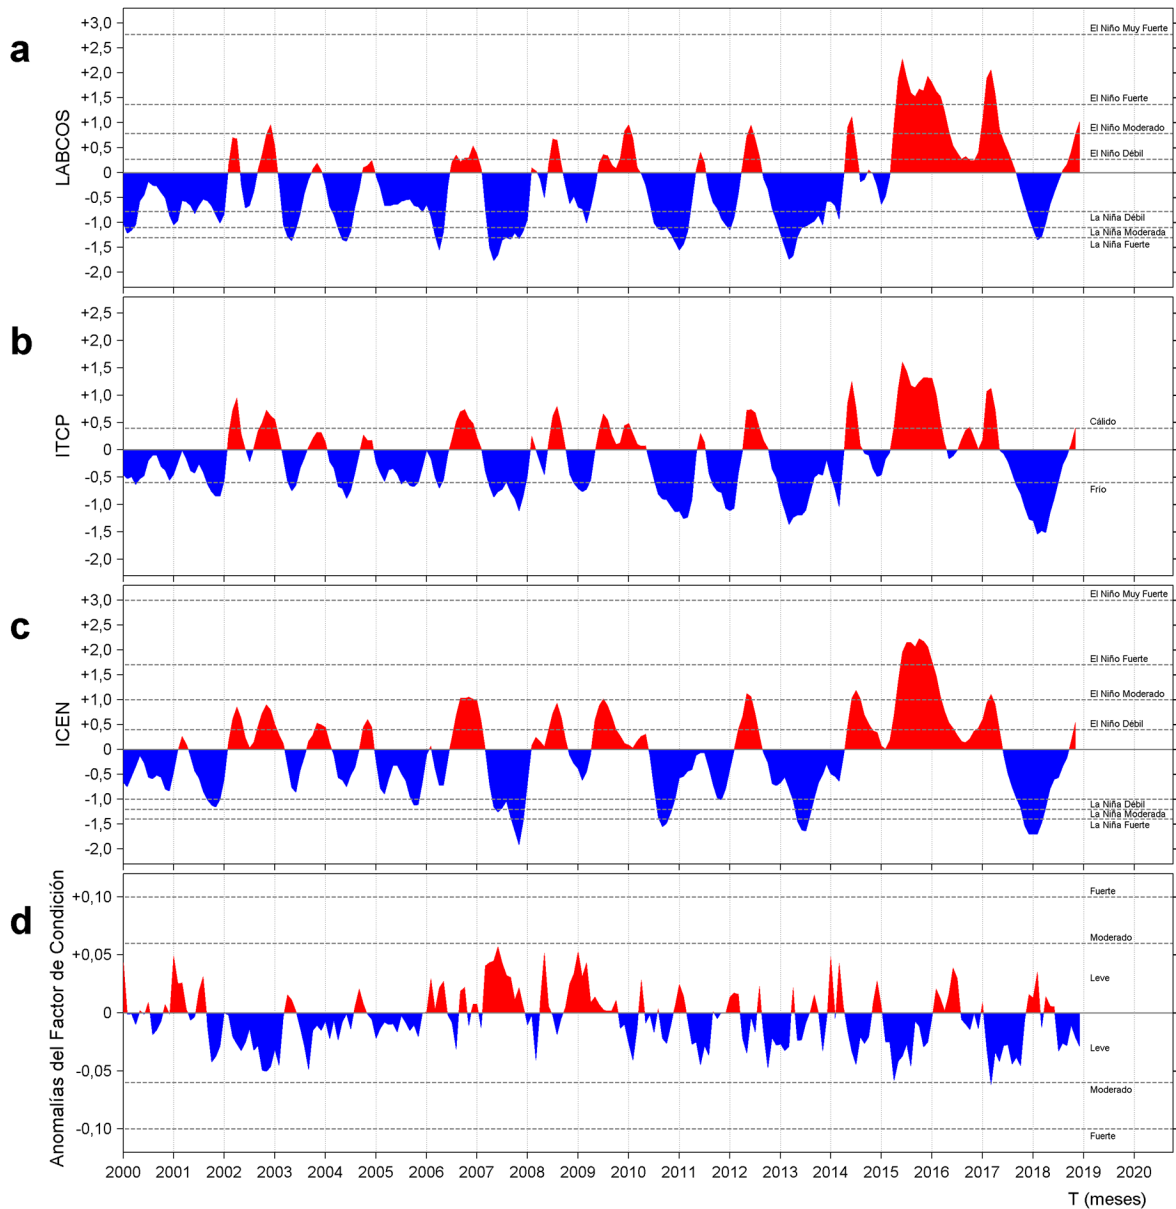 a
LABCOS
+3,0
+2,5
+2,0
+1,5
+1,0
+0,5
0
-0,5
-1,0
-1,5
-2,0
El Niño Muy Fuerte
El Niño Fuerte
El Niño Moderado
El Niño Débil
La Niña Débil
La Niña Moderada
La Niña Fuerte
b
ITCP
+2,5
+2,0
+1,5
+1,0
+0,5
0
-0,5
-1,0
-1,5
-2,0
Cálido
Frío
c
ICEN
+3,0
+2,5
+2,0
+1,5
+1,0
+0,5
0
-0,5
-1,0
-1,5
-2,0
El Niño Muy Fuerte
El Niño Fuerte
El Niño Moderado
El Niño Débil
La Niña Débil
La Niña Moderada
La Niña Fuerte
d
Anomalías del Factor de Condición
+0,10
+0,05
0
-0,05
-0,10
Fuerte
Moderado
Leve
Leve
Moderado
Fuerte
2000 2001 2002 2003 2004 2005 2006 2007 2008 2009 2010 2011 2012 2013 2014 2015 2016 2017 2018 2019 2020
T (meses)